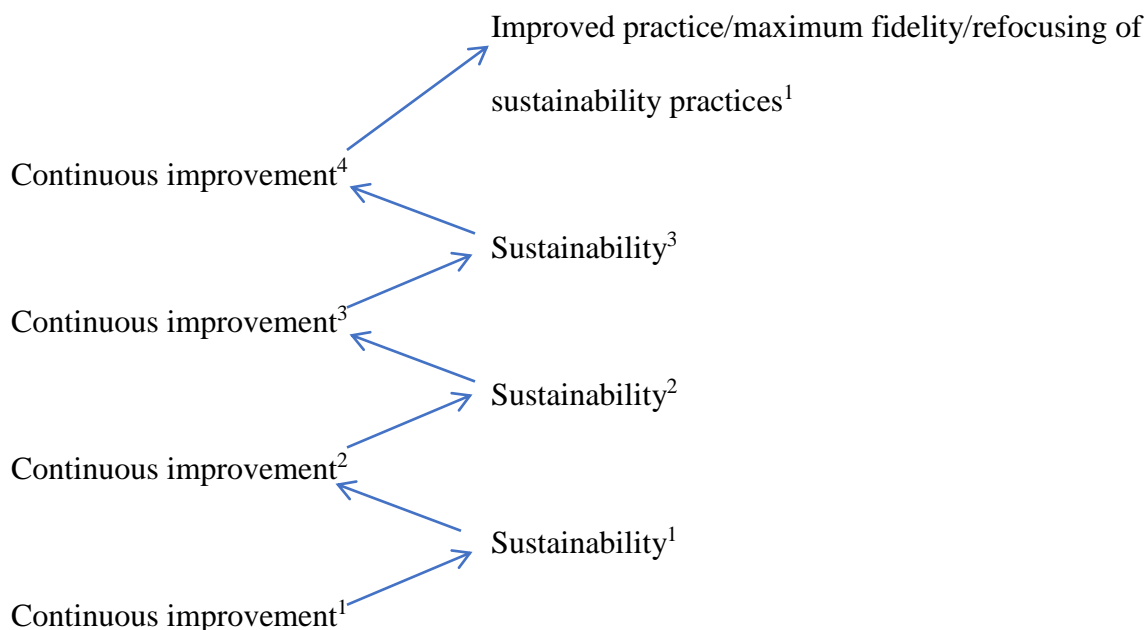 Improved practice/maximum fidelity/refocusing of
sustainability practices¹
Continuous improvement⁴
Sustainability³
Continuous improvement³
Sustainability²
Continuous improvement²
Sustainability¹
Continuous improvement¹